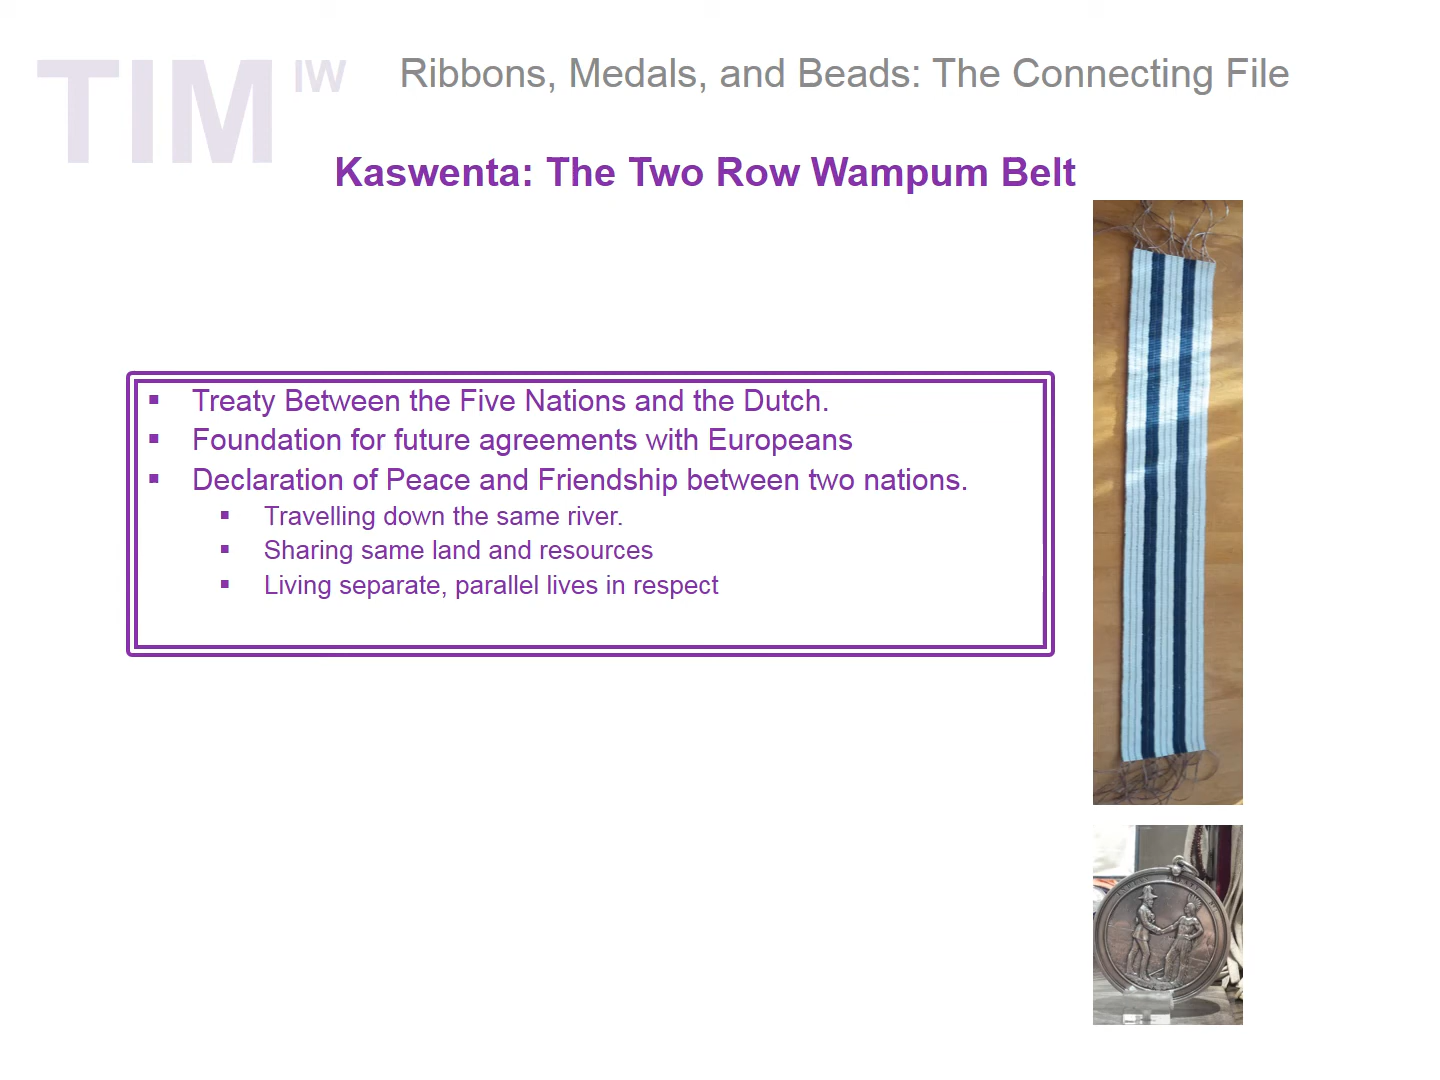 TIM IW
Ribbons, Medals, and Beads: The Connecting File
Kaswenta: The Two Row Wampum Belt
▪ Treaty Between the Five Nations and the Dutch.
▪ Foundation for future agreements with Europeans
▪ Declaration of Peace and Friendship between two nations.
▪ Travelling down the same river.
▪ Sharing same land and resources
▪ Living separate, parallel lives in respect